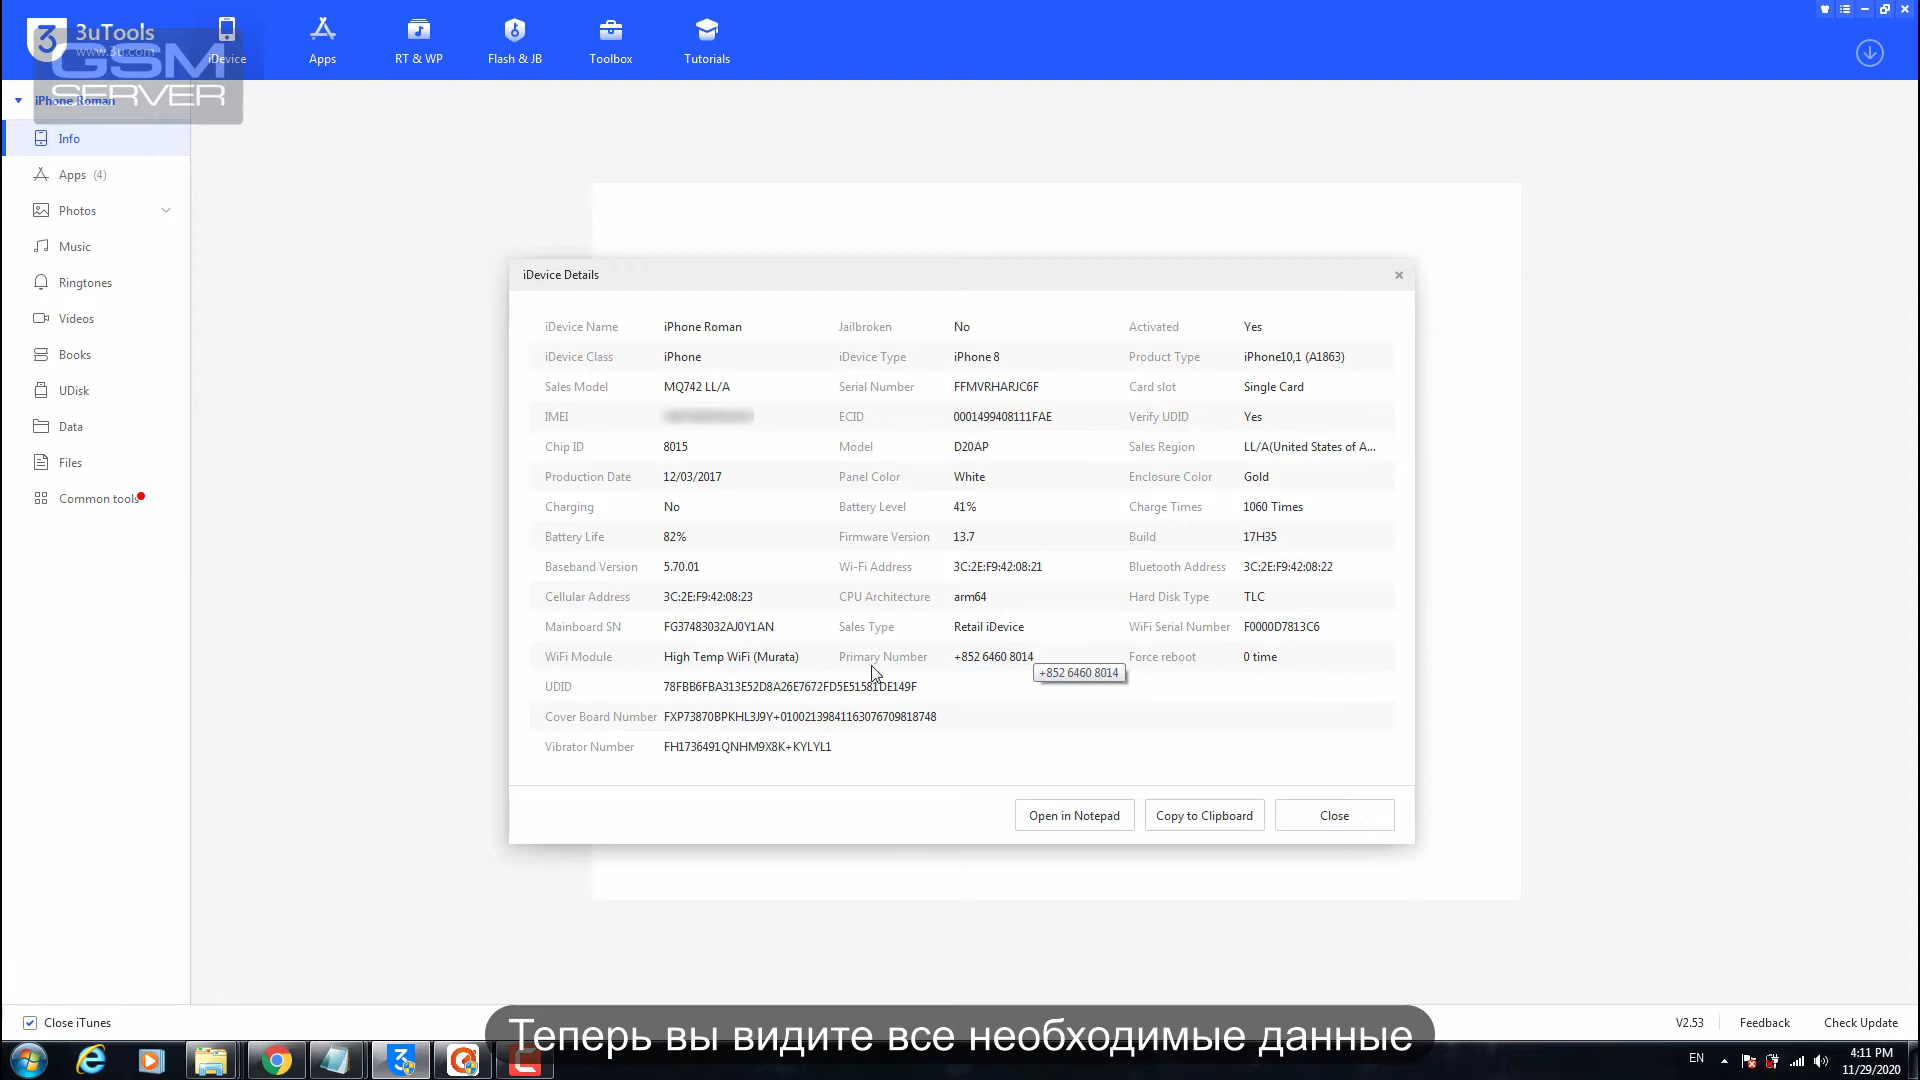 3uTools
www.3u.com
GSM
SERVER
iDevice
Apps
RT & WP
Flash & JB
Toolbox
Tutorials
iPhone Roman
Info
Apps (4)
Photos
Music
Ringtones
Videos
Books
UDisk
Data
Files
Common tools
iDevice Details
iDevice Name iPhone Roman Jailbroken No Activated Yes
iDevice Class iPhone iDevice Type iPhone 8 Product Type iPhone10,1 (A1863)
Sales Model MQ742 LL/A Serial Number FFMVRHARJC6F Card slot Single Card
IMEI ECID 0001499408111FAE Verify UDID Yes
Chip ID 8015 Model D20AP Sales Region LL/A(United States of A...
Production Date 12/03/2017 Panel Color White Enclosure Color Gold
Charging No Battery Level 41% Charge Times 1060 Times
Battery Life 82% Firmware Version 13.7 Build 17H35
Baseband Version 5.70.01 Wi-Fi Address 3C:2E:F9:42:08:21 Bluetooth Address 3C:2E:F9:42:08:22
Cellular Address 3C:2E:F9:42:08:23 CPU Architecture arm64 Hard Disk Type TLC
Mainboard SN FG37483032AJ0Y1AN Sales Type Retail iDevice WiFi Serial Number F0000D7813C6
WiFi Module High Temp WiFi (Murata) Primary Number +852 6460 8014 Force reboot 0 time
+852 6460 8014
UDID 78FBB6FBA313E52D8A26E7672FD5E51581DE149F
Cover Board Number FXP73870BPKHL3J9Y+01002139841163076709818748
Vibrator Number FH1736491QNHM9X8K+KYLYL1
Open in Notepad Copy to Clipboard Close
Close iTunes
V2.53 Feedback Check Update
Теперь вы видите все необходимые данные
EN
4:11 PM
11/29/2020